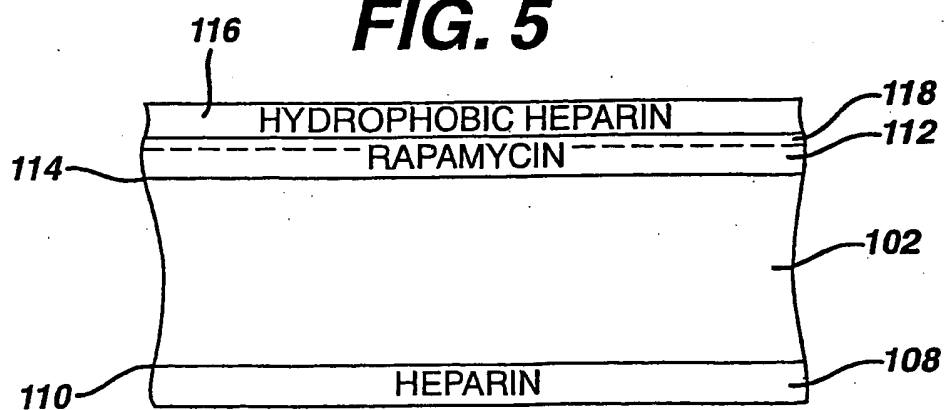 FIG. 5
116
HYDROPHOBIC HEPARIN
118
RAPAMYCIN
112
114
102
110
HEPARIN
108